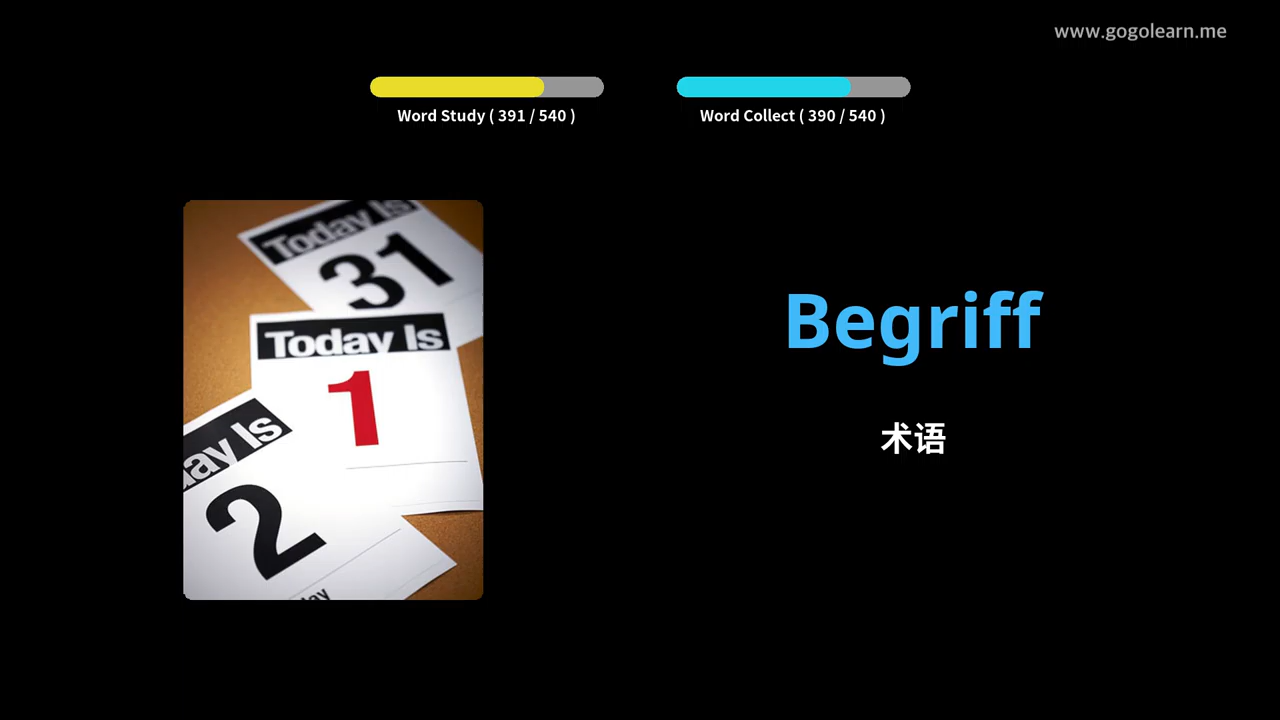 www.gogolearn.me
Word Study ( 391 / 540 )
Word Collect ( 390 / 540 )
Today Is
31
Today Is
1
day Is
2
Begriff
术语